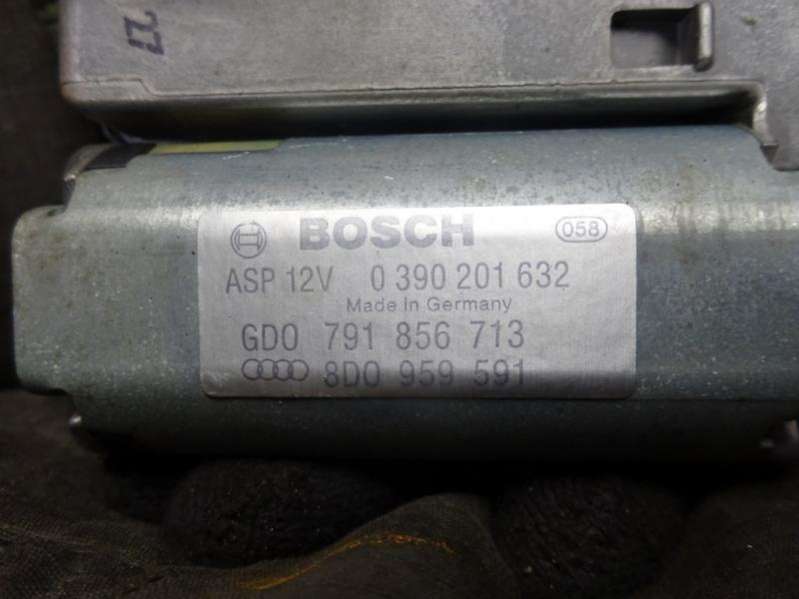 27
BOSCH 058
ASP 12V 0 390 201 632
Made in Germany
GD0 791 856 713
8D0 959 591